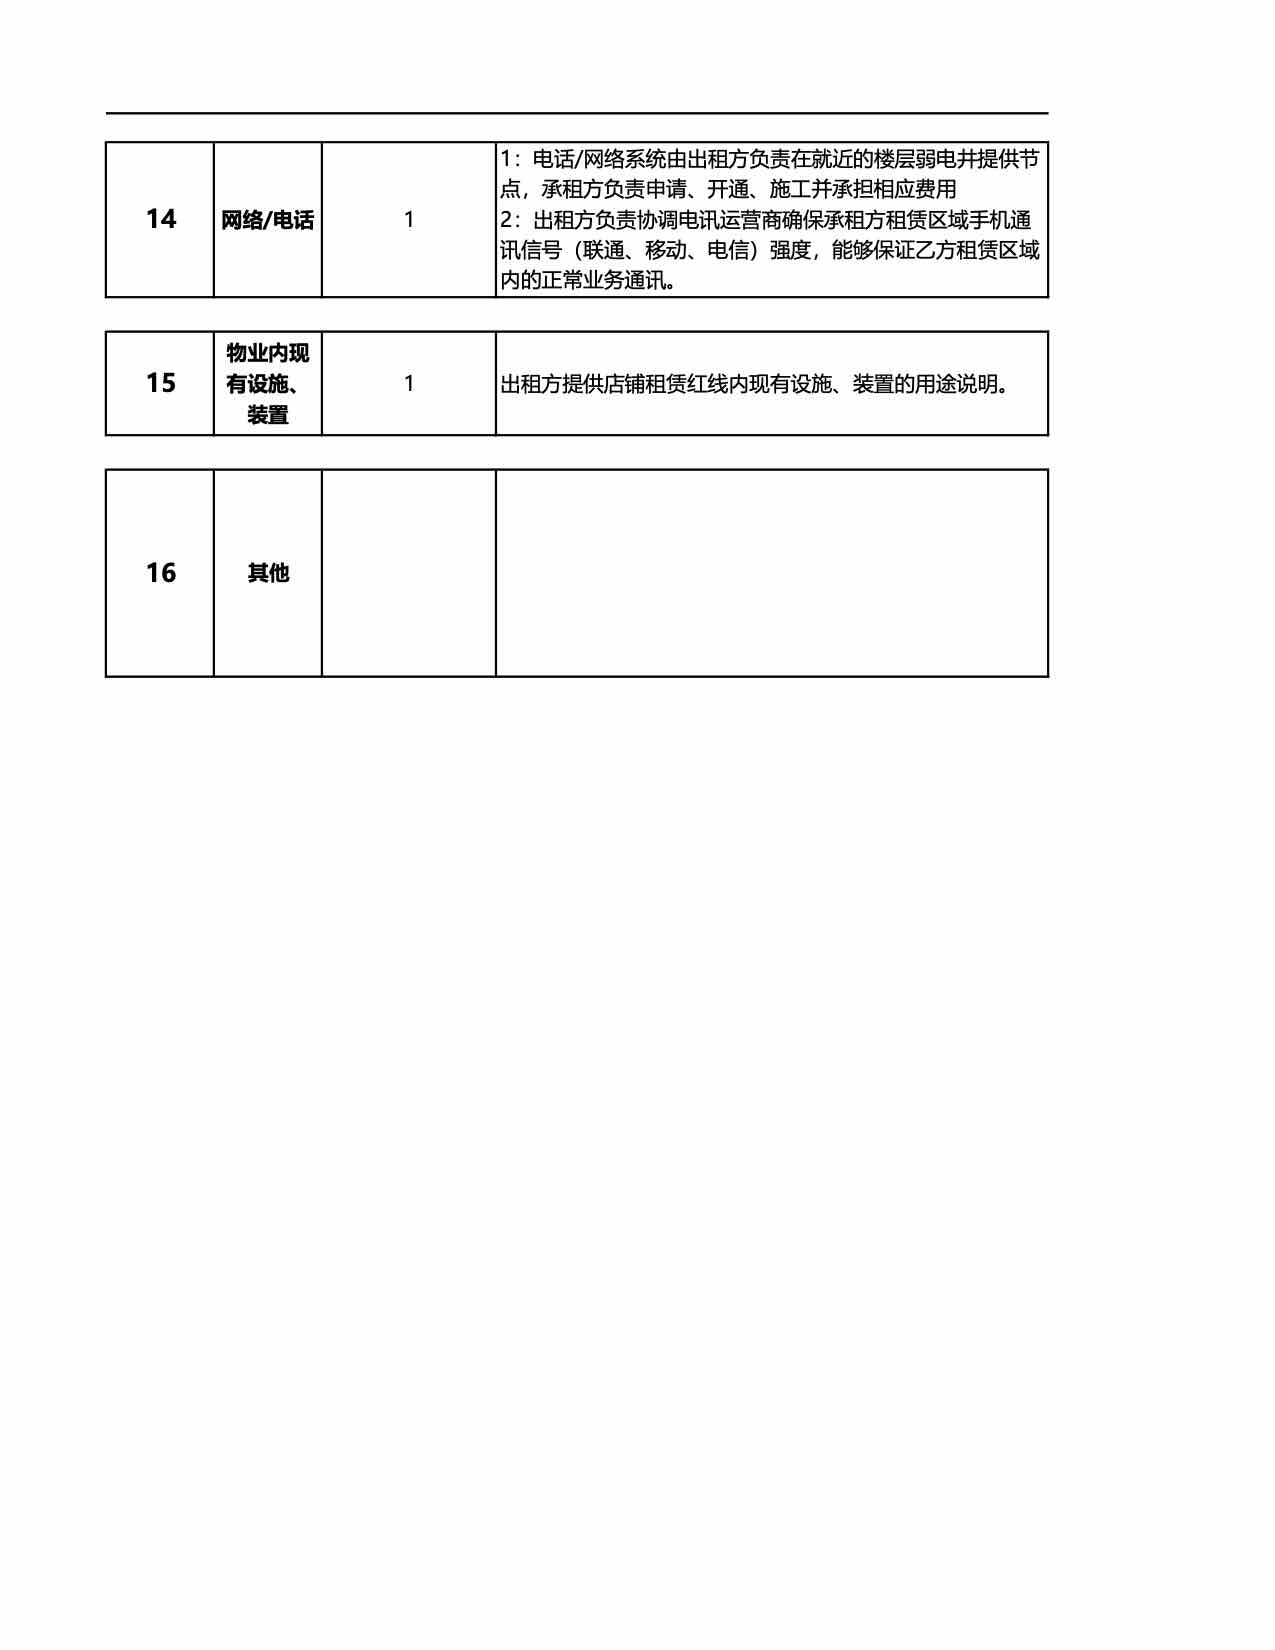 14
网络/电话
1
1：电话/网络系统由出租方负责在就近的楼层弱电井提供节
点，承租方负责申请、开通、施工并承担相应费用
2：出租方负责协调电讯运营商确保承租方租赁区域手机通
讯信号（联通、移动、电信）强度，能够保证乙方租赁区域
内的正常业务通讯。
15
物业内现
有设施、
装置
1
出租方提供店铺租赁红线内现有设施、装置的用途说明。
16
其他